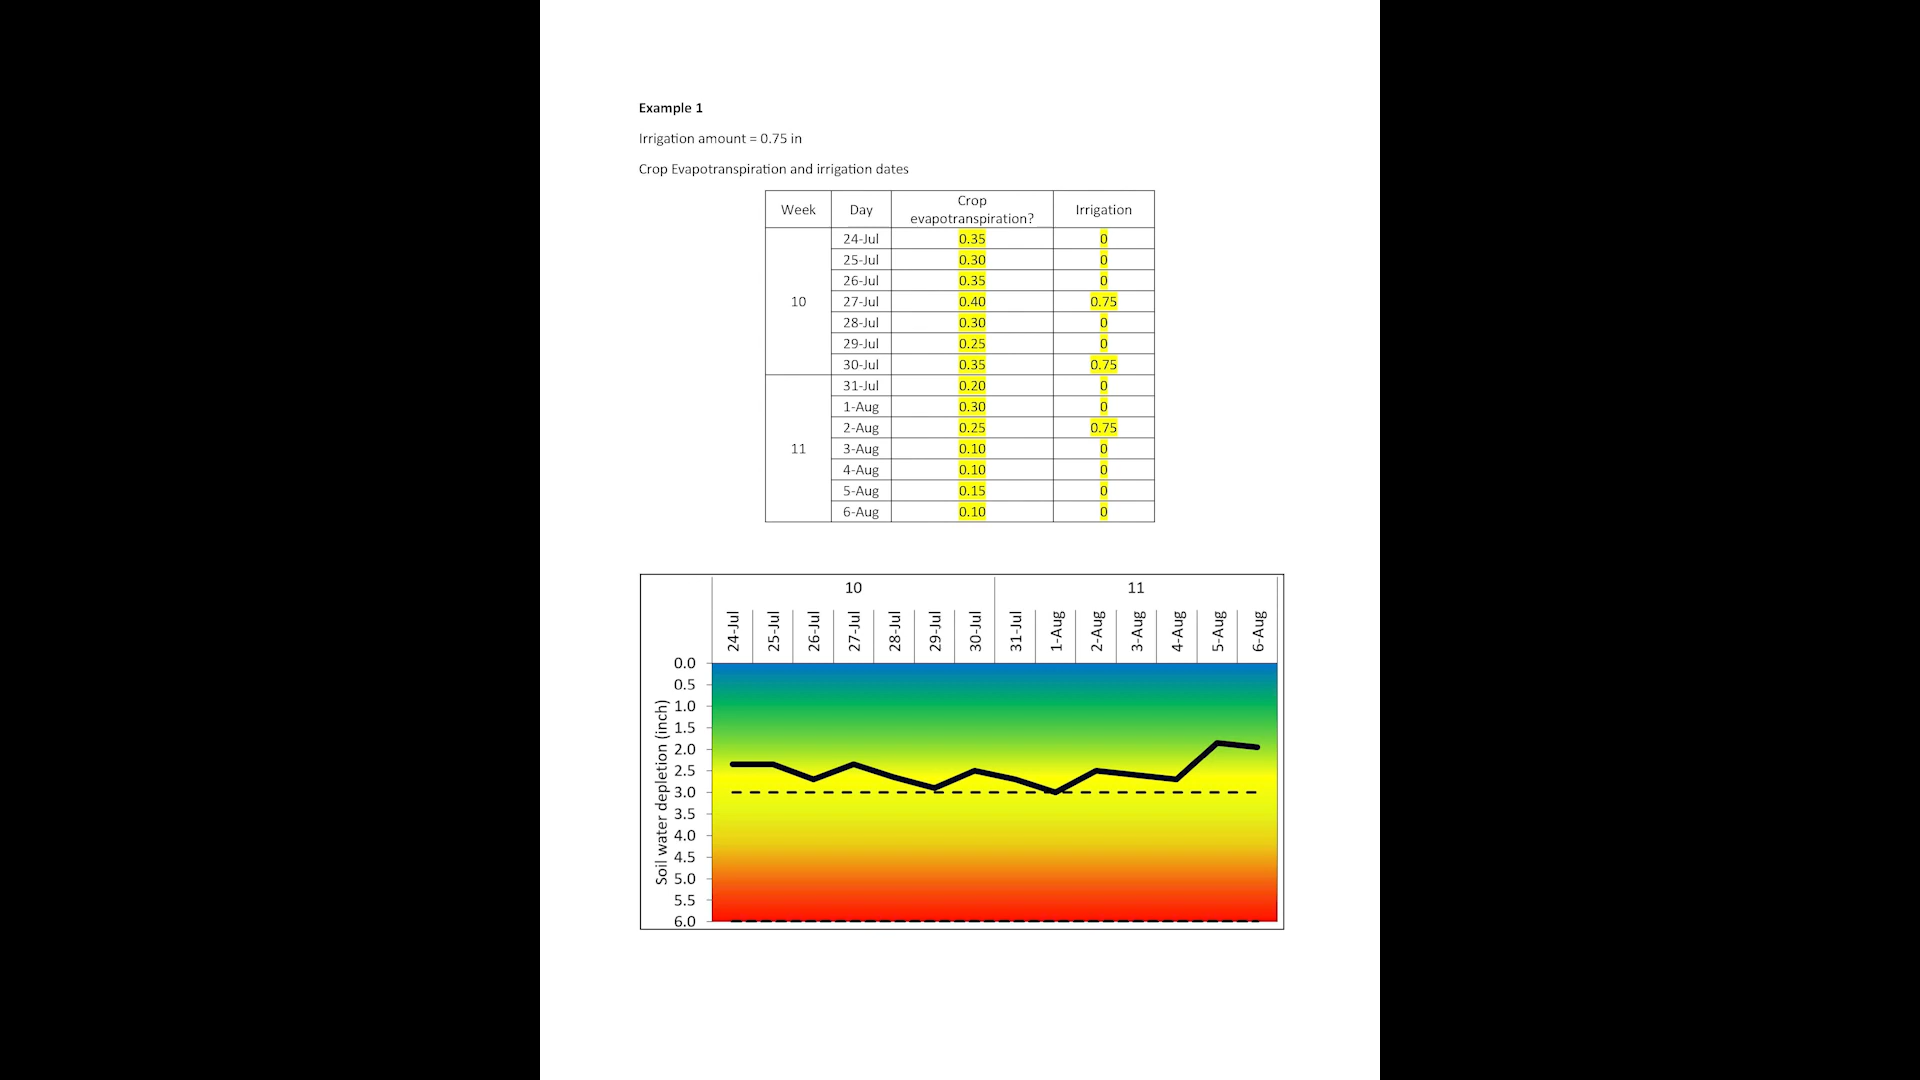 Example 1
Irrigation amount = 0.75 in
Crop Evapotranspiration and irrigation dates
Week Day Crop evapotranspiration? Irrigation
10
24-Jul 0.35 0
25-Jul 0.30 0
26-Jul 0.35 0
27-Jul 0.40 0.75
28-Jul 0.30 0
29-Jul 0.25 0
30-Jul 0.35 0.75
11
31-Jul 0.20 0
1-Aug 0.30 0
2-Aug 0.25 0.75
3-Aug 0.10 0
4-Aug 0.10 0
5-Aug 0.15 0
6-Aug 0.10 0
10 11
24-Jul 25-Jul 26-Jul 27-Jul 28-Jul 29-Jul 30-Jul 31-Jul 1-Aug 2-Aug 3-Aug 4-Aug 5-Aug 6-Aug
Soil water depletion (inch)
0.0
0.5
1.0
1.5
2.0
2.5
3.0
3.5
4.0
4.5
5.0
5.5
6.0